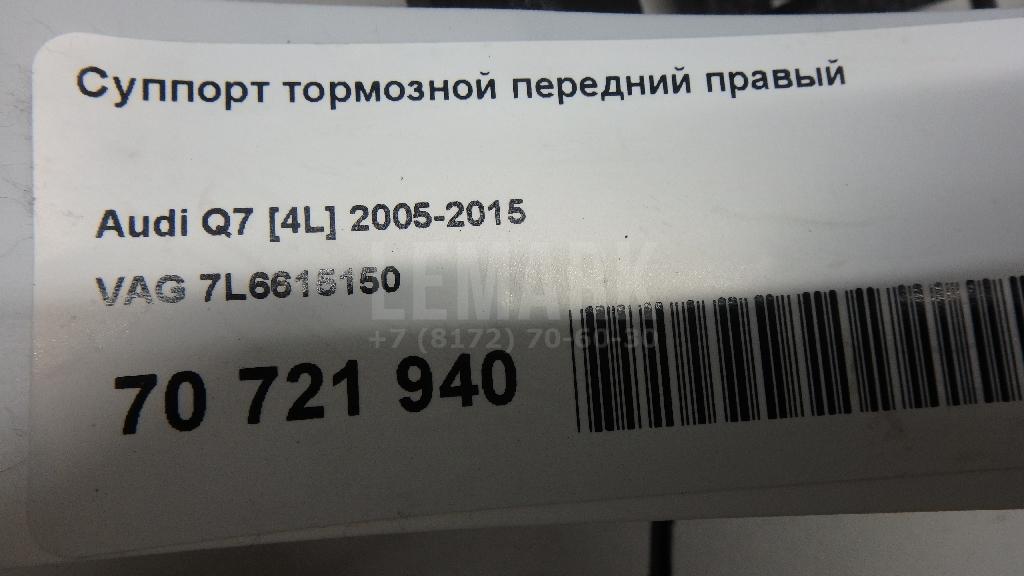 Суппорт тормозной передний правый
Audi Q7 [4L] 2005-2015
VAG 7L6615150
LEMARK
+7 (8172) 70-60-30
70 721 940